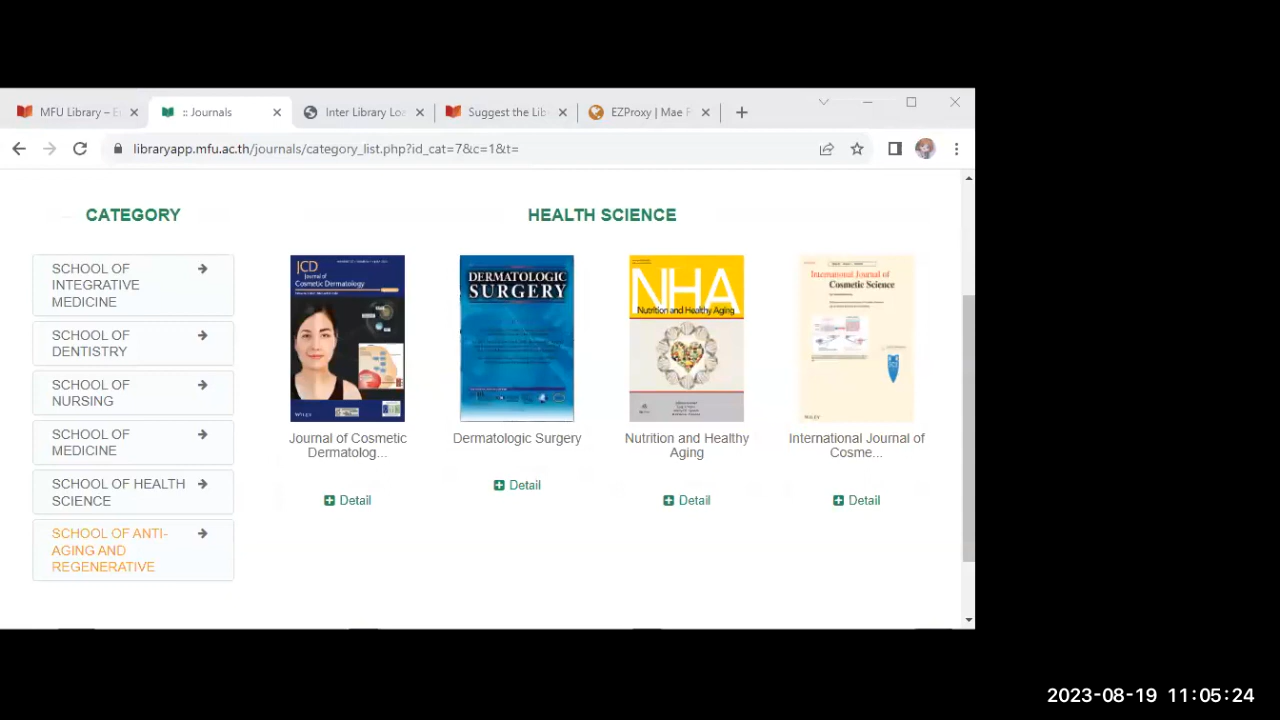 MFU Library – E
:: Journals
Inter Library Loa
Suggest the Lib
EZProxy | Mae F
libraryapp.mfu.ac.th/journals/category_list.php?id_cat=7&c=1&t=
CATEGORY
SCHOOL OF
INTEGRATIVE
MEDICINE
SCHOOL OF
DENTISTRY
SCHOOL OF
NURSING
SCHOOL OF
MEDICINE
SCHOOL OF HEALTH
SCIENCE
SCHOOL OF ANTI-
AGING AND
REGENERATIVE
HEALTH SCIENCE
JCD
Journal of
Cosmetic Dermatology
WILEY
Journal of Cosmetic
Dermatolog...
Detail
DERMATOLOGIC
SURGERY
Dermatologic Surgery
Detail
NHA
Nutrition and Healthy Aging
Nutrition and Healthy
Aging
Detail
International Journal of
Cosmetic Science
WILEY
International Journal of
Cosme...
Detail
2023-08-19 11:05:24